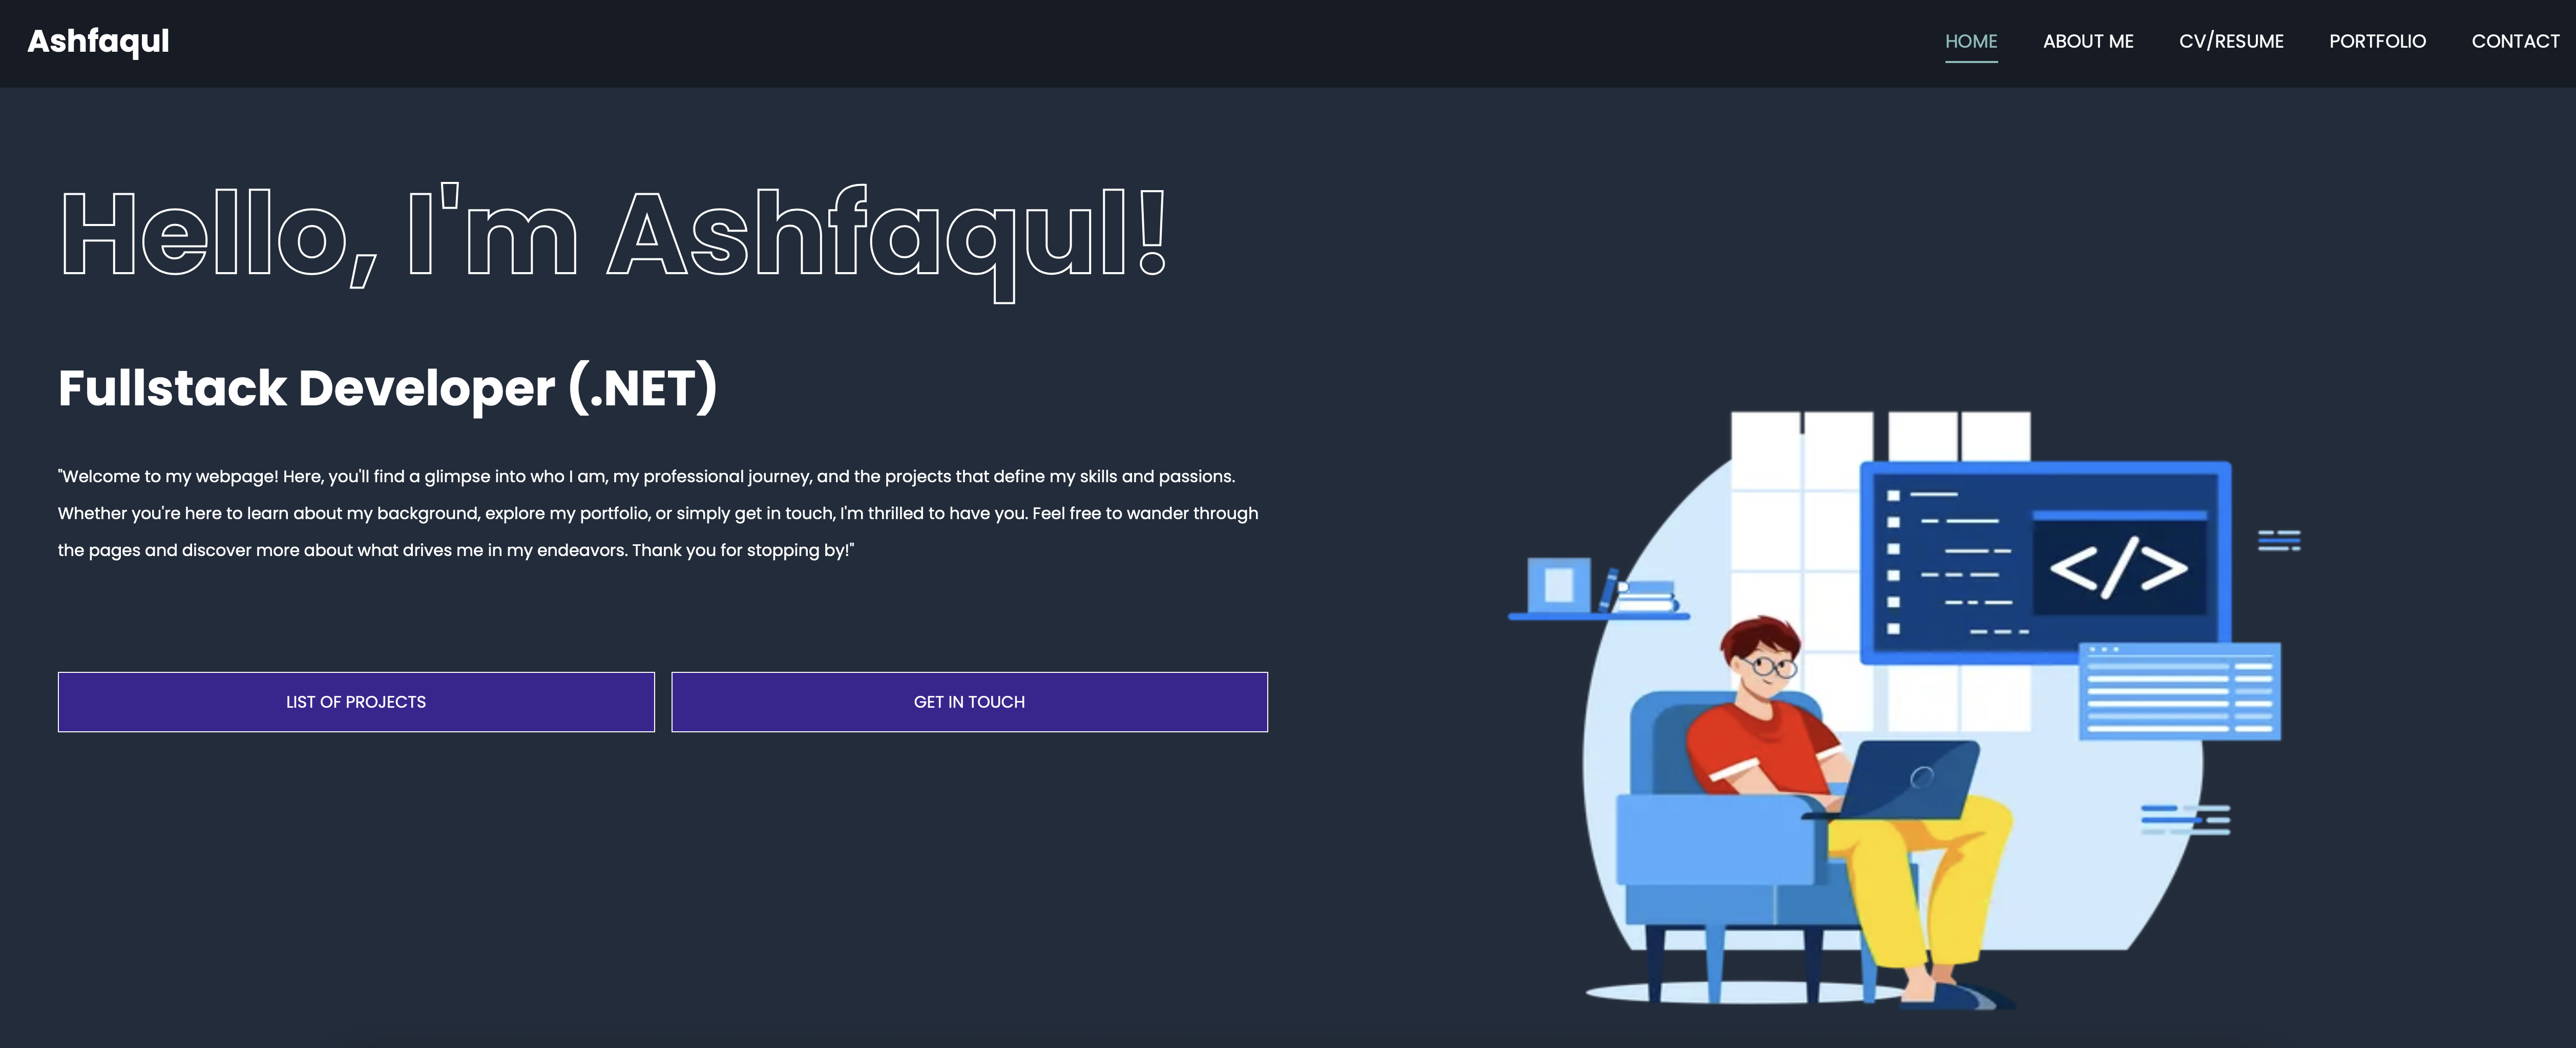 Ashfaqul
HOME ABOUT ME CV/RESUME PORTFOLIO CONTACT
Hello, I'm Ashfaqul!
Fullstack Developer (.NET)
"Welcome to my webpage! Here, you'll find a glimpse into who I am, my professional journey, and the projects that define my skills and passions.
Whether you're here to learn about my background, explore my portfolio, or simply get in touch, I'm thrilled to have you. Feel free to wander through
the pages and discover more about what drives me in my endeavors. Thank you for stopping by!"
LIST OF PROJECTS
GET IN TOUCH
</>